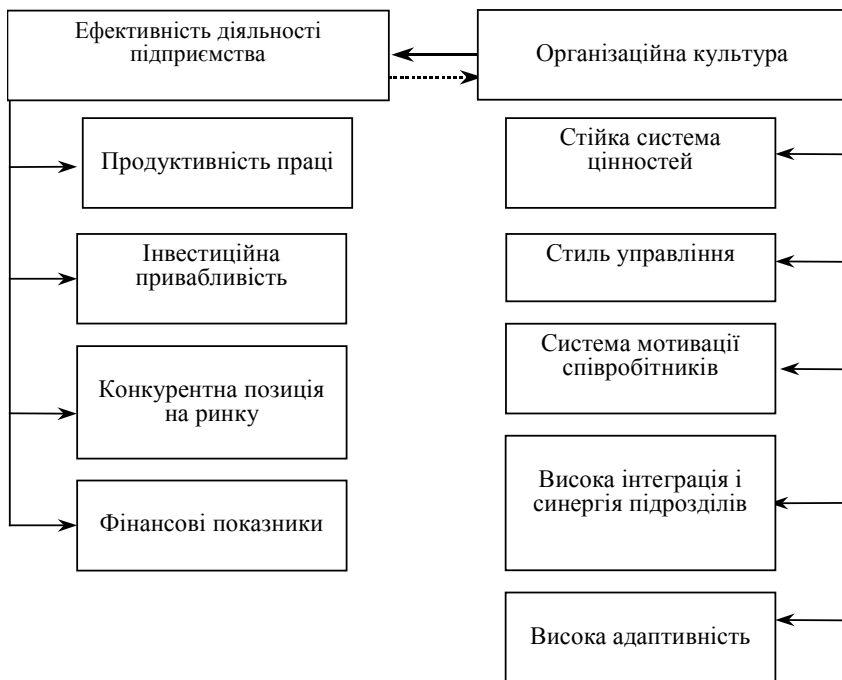 Ефективність діяльності
підприємства
Організаційна культура
Продуктивність праці
Інвестиційна
привабливість
Конкурентна позиція
на ринку
Фінансові показники
Стійка система
цінностей
Стиль управління
Система мотивації
співробітників
Висока інтеграція і
синергія підрозділів
Висока адаптивність